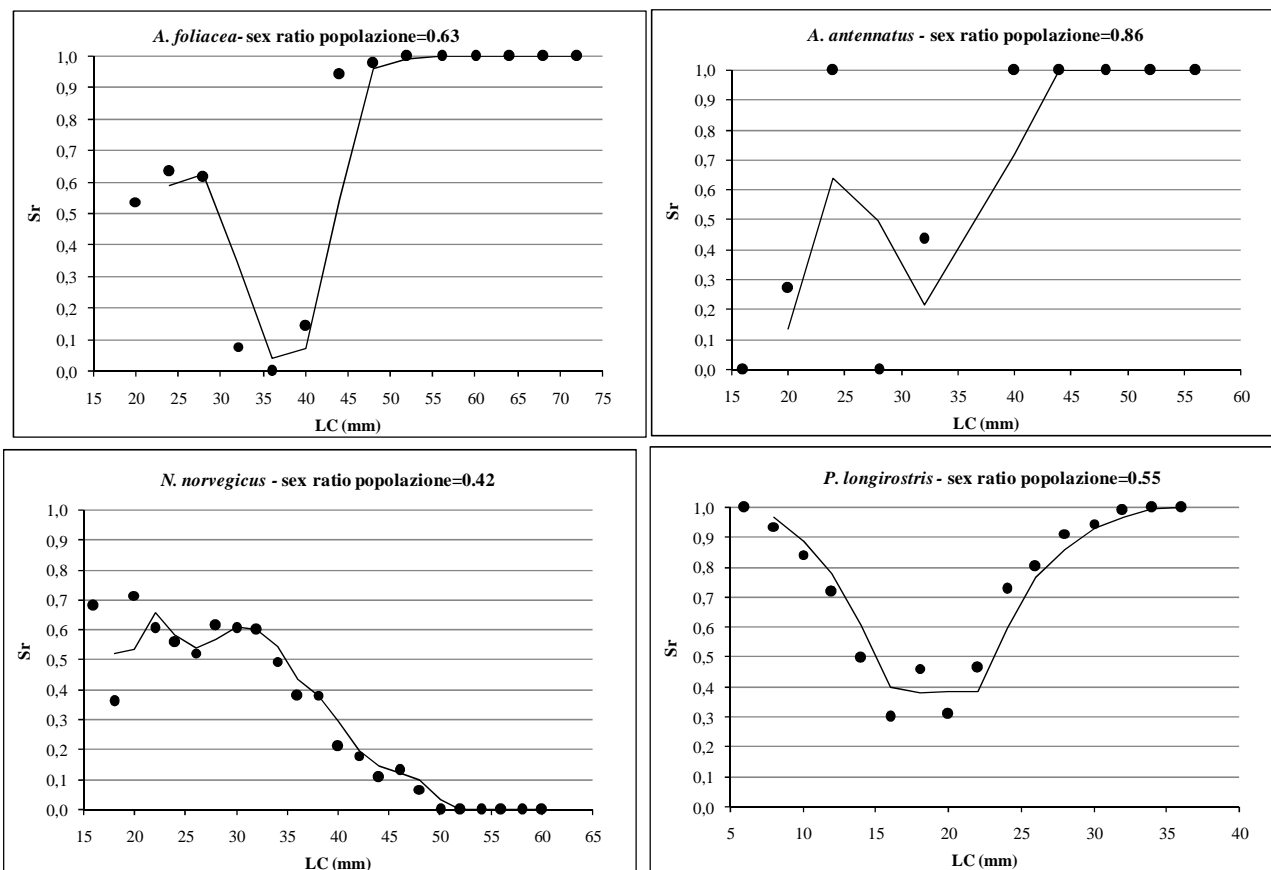 A. foliacea- sex ratio popolazione=0.63
1,0
0,9
0,8
0,7
0,6
0,5
0,4
0,3
0,2
0,1
0,0
Sr
15 20 25 30 35 40 45 50 55 60 65 70 75
LC (mm)
A. antennatus - sex ratio popolazione=0.86
1,0
0,9
0,8
0,7
0,6
0,5
0,4
0,3
0,2
0,1
0,0
Sr
15 20 25 30 35 40 45 50 55 60
LC (mm)
N. norvegicus - sex ratio popolazione=0.42
1,0
0,9
0,8
0,7
0,6
0,5
0,4
0,3
0,2
0,1
0,0
Sr
15 20 25 30 35 40 45 50 55 60 65
LC (mm)
P. longirostris - sex ratio popolazione=0.55
1,0
0,9
0,8
0,7
0,6
0,5
0,4
0,3
0,2
0,1
0,0
Sr
5 10 15 20 25 30 35 40
LC (mm)